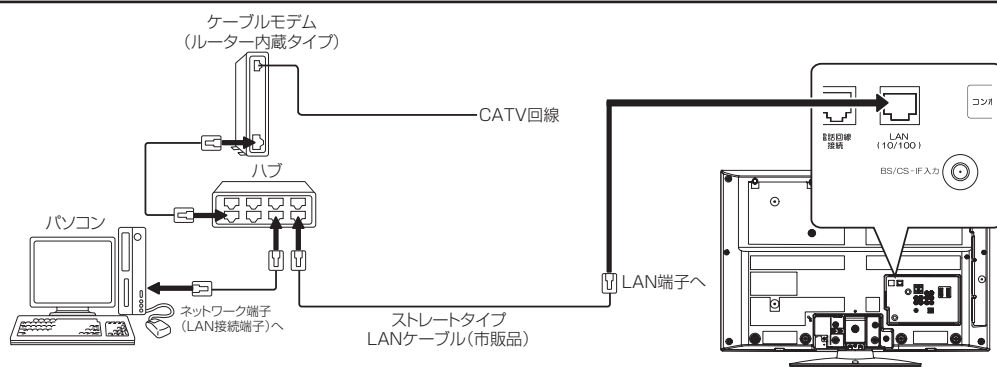 ケーブルモデム
(ルーター内蔵タイプ)
CATV回線
ハブ
パソコン
ネットワーク端子
(LAN接続端子)へ
ストレートタイプ
LANケーブル(市販品)
LAN端子へ
電話回線
接続
LAN
(10/100)
BS/CS-IF入力